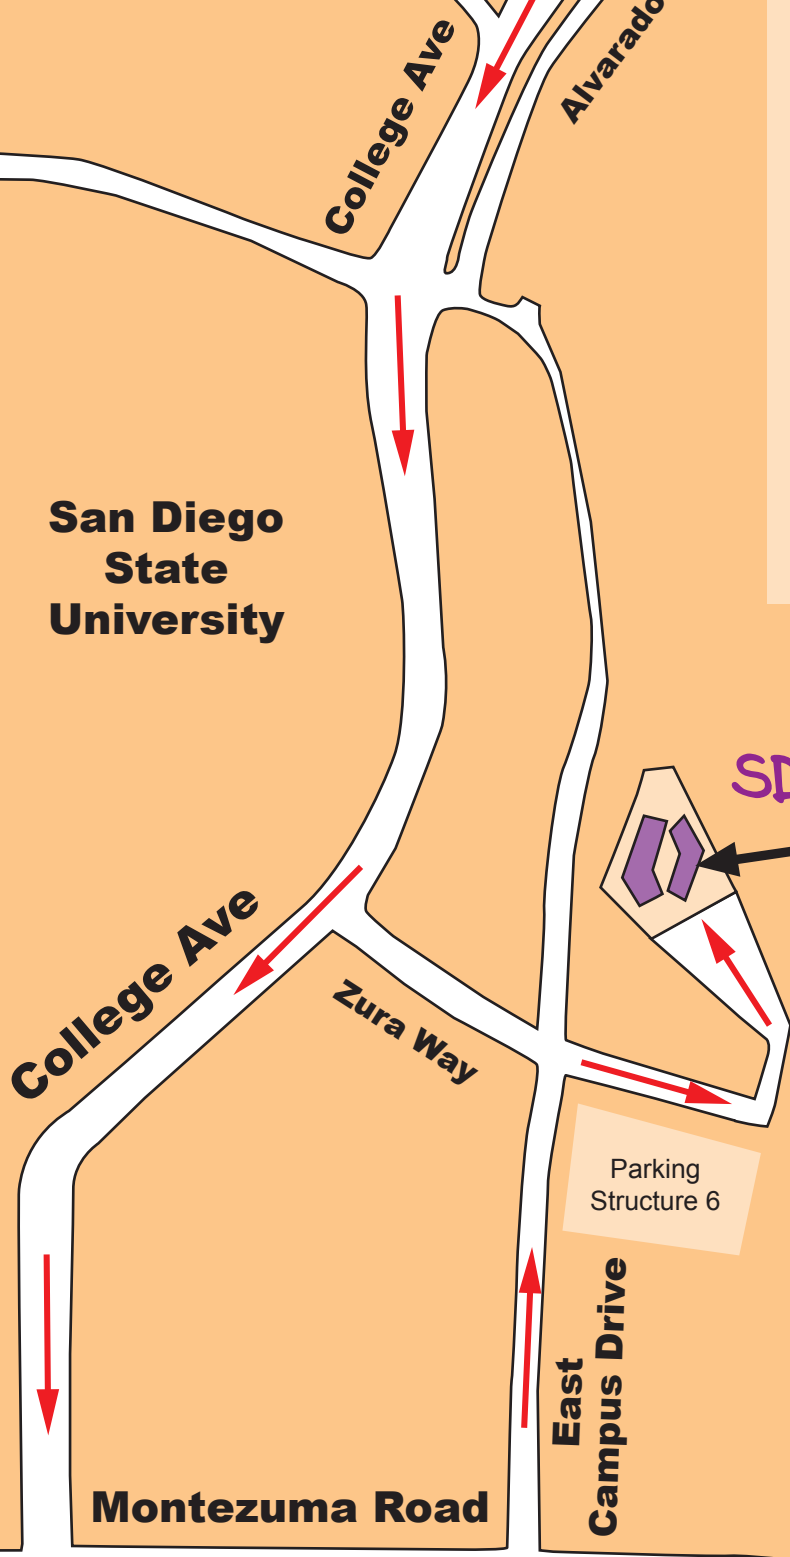 College Ave
Alvarado
San Diego
State
University
SD
College Ave
Zura Way
Parking
Structure 6
East
Campus Drive
Montezuma Road